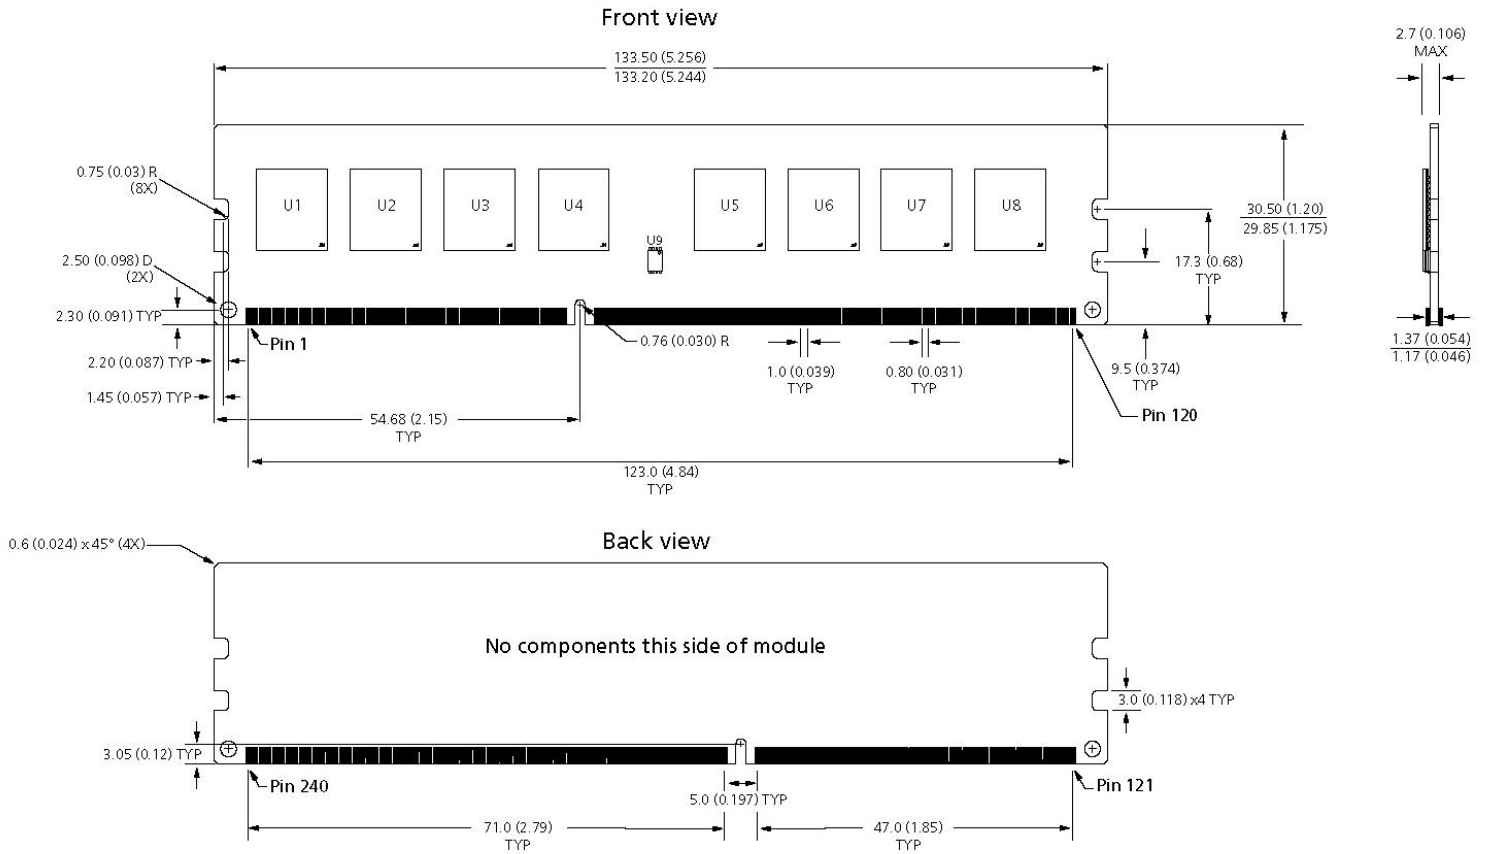 Front view
133.50 (5.256)
133.20 (5.244)
2.7 (0.106)
MAX
0.75 (0.03) R
(8X)
U1
U2
U3
U4
U5
U6
U7
U8
U9
30.50 (1.20)
29.85 (1.175)
2.50 (0.098) D
(2X)
17.3 (0.68)
TYP
2.30 (0.091) TYP
Pin 1
0.76 (0.030) R
1.37 (0.054)
1.17 (0.046)
2.20 (0.087) TYP
1.0 (0.039)
TYP
0.80 (0.031)
TYP
9.5 (0.374)
TYP
1.45 (0.057) TYP
Pin 120
54.68 (2.15)
TYP
123.0 (4.84)
TYP
Back view
0.6 (0.024) x 45° (4X)
No components this side of module
3.0 (0.118) x4 TYP
3.05 (0.12) TYP
Pin 240
Pin 121
5.0 (0.197) TYP
71.0 (2.79)
TYP
47.0 (1.85)
TYP